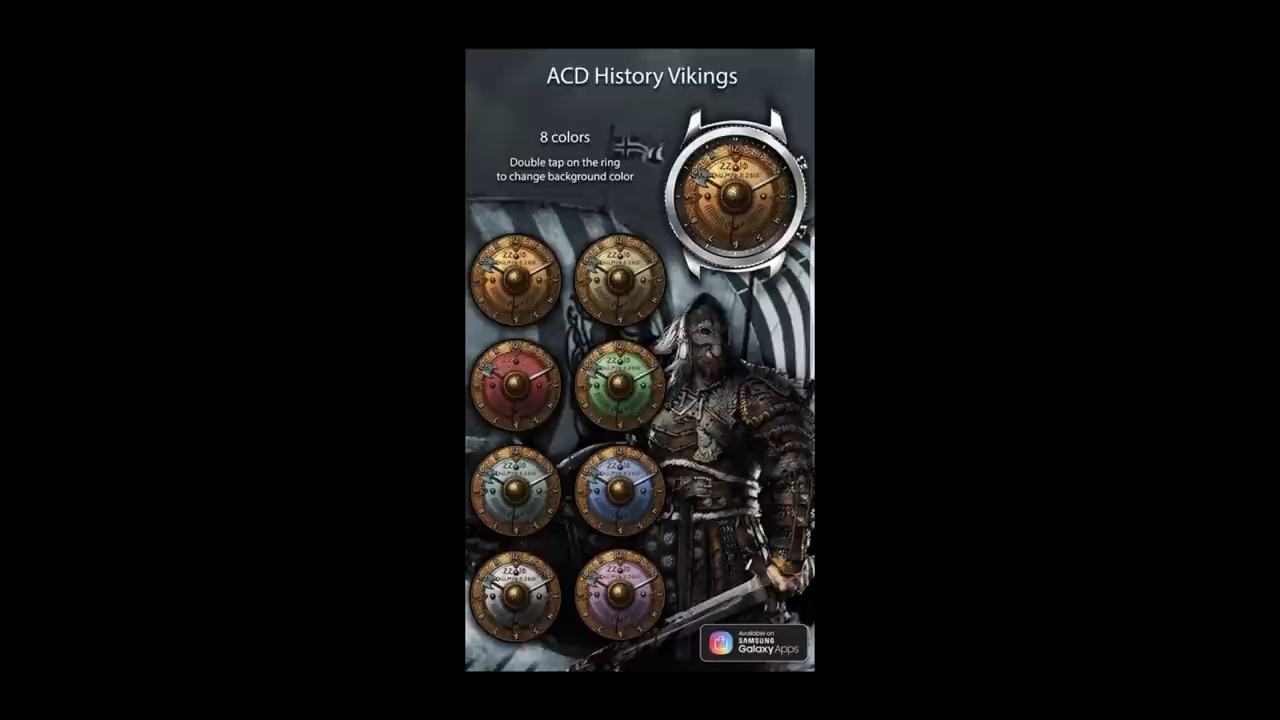 ACD History Vikings
8 colors
Double tap on the ring
to change background color
Available on
SAMSUNG
Galaxy Apps